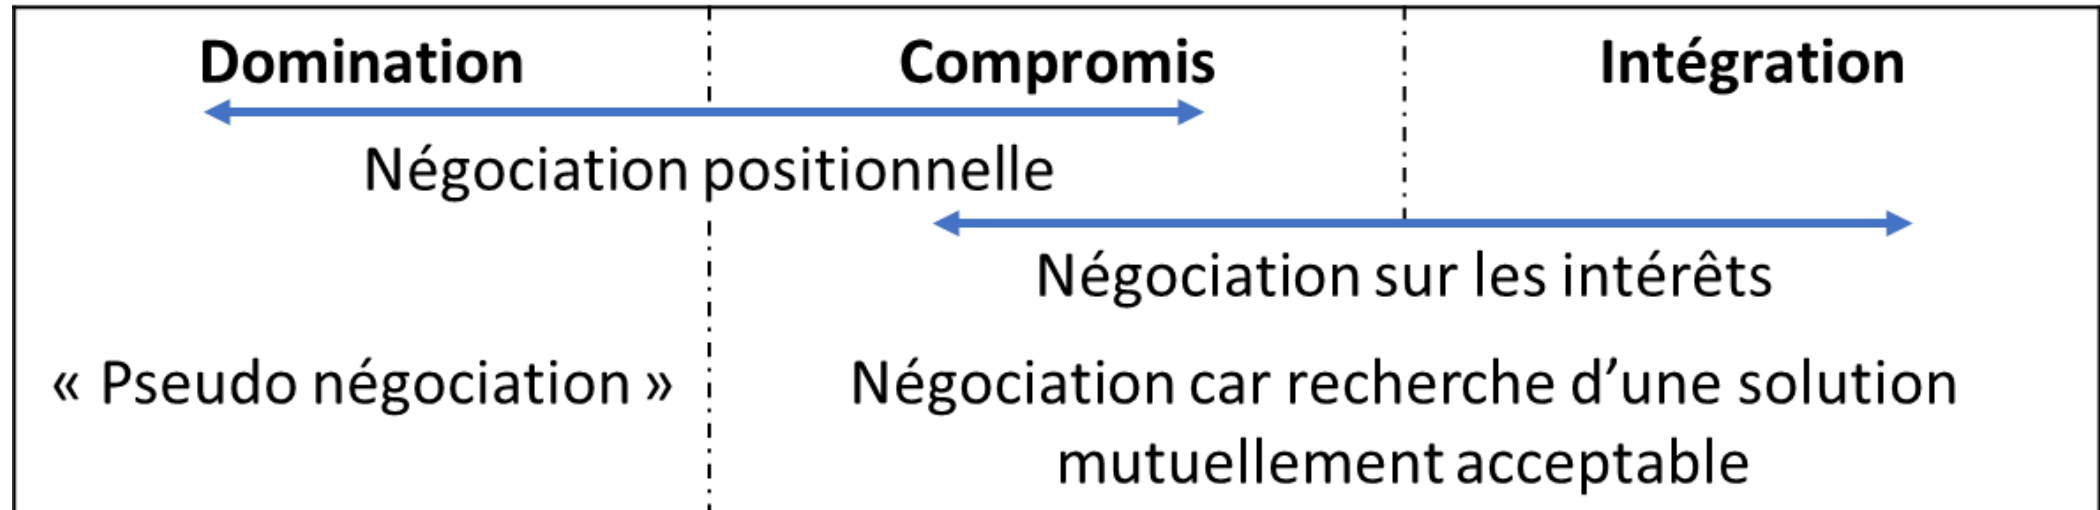 Domination Compromis Intégration
Négociation positionnelle
Négociation sur les intérêts
« Pseudo négociation » Négociation car recherche d’une solution
mutuellement acceptable